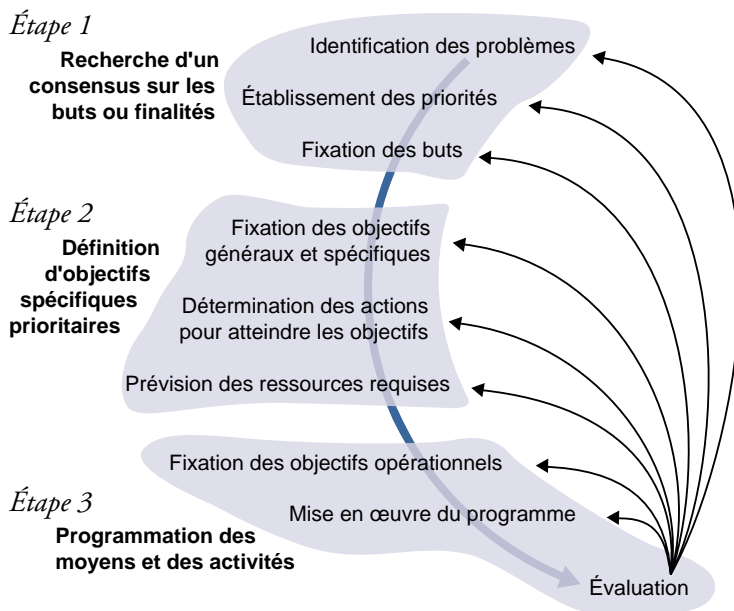 Étape 1
Recherche d'un
consensus sur les
buts ou finalités
Identification des problèmes
Établissement des priorités
Fixation des buts
Étape 2
Définition
d'objectifs
spécifiques
prioritaires
Fixation des objectifs
généraux et spécifiques
Détermination des actions
pour atteindre les objectifs
Prévision des ressources requises
Étape 3
Programmation des
moyens et des activités
Fixation des objectifs opérationnels
Mise en œuvre du programme
Évaluation